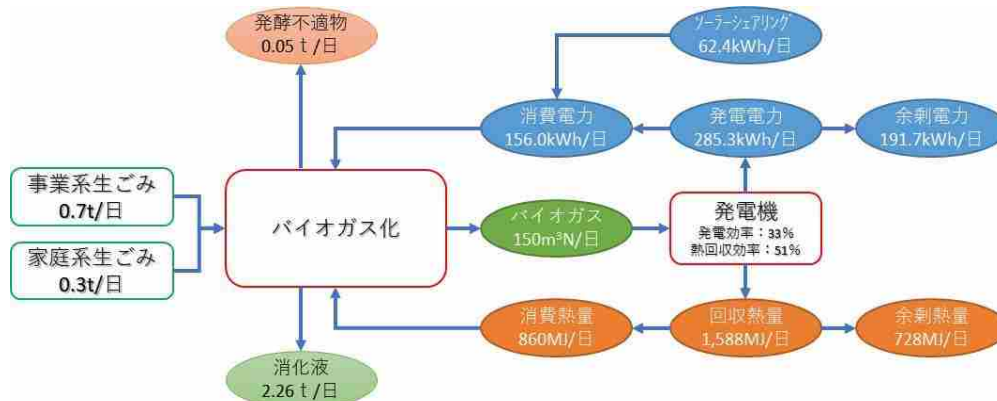 発酵不適物
0.05ｔ/日
ｿｰﾗｰｼｪｱﾘﾝｸﾞ
62.4kWh/日
消費電力
156.0kWh/日
発電電力
285.3kWh/日
余剰電力
191.7kWh/日
事業系生ごみ
0.7t/日
家庭系生ごみ
0.3t/日
バイオガス化
バイオガス
150m³N/日
発電機
発電効率：33%
熱回収効率：51%
消費熱量
860MJ/日
回収熱量
1,588MJ/日
余剰熱量
728MJ/日
消化液
2.26ｔ/日